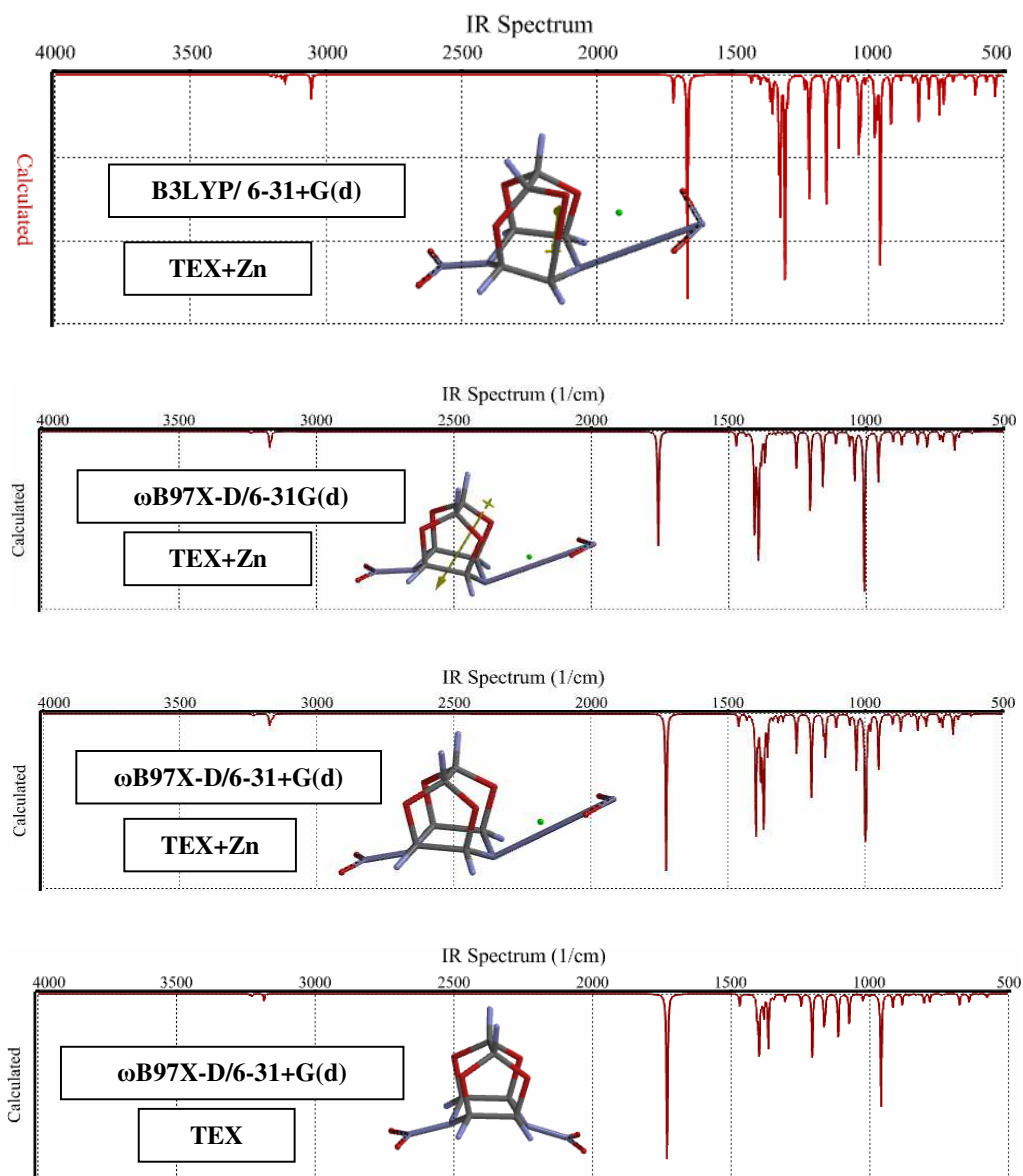 IR Spectrum
4000 3500 3000 2500 2000 1500 1000 500
Calculated
B3LYP/ 6-31+G(d)
TEX+Zn
IR Spectrum (1/cm)
4000 3500 3000 2500 2000 1500 1000 500
Calculated
ωB97X-D/6-31G(d)
TEX+Zn
IR Spectrum (1/cm)
4000 3500 3000 2500 2000 1500 1000 500
Calculated
ωB97X-D/6-31+G(d)
TEX+Zn
IR Spectrum (1/cm)
4000 3500 3000 2500 2000 1500 1000 500
Calculated
ωB97X-D/6-31+G(d)
TEX